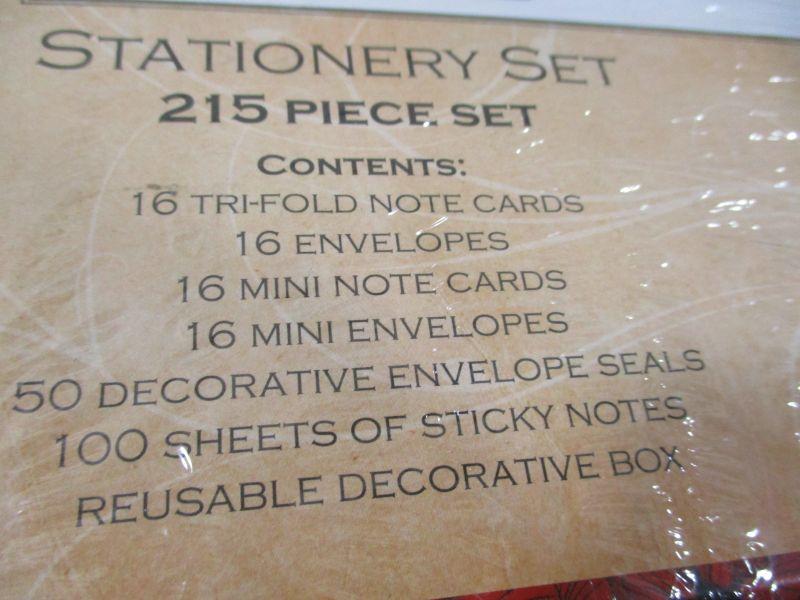 STATIONERY SET
215 PIECE SET
CONTENTS:
16 TRI-FOLD NOTE CARDS
16 ENVELOPES
16 MINI NOTE CARDS
16 MINI ENVELOPES
50 DECORATIVE ENVELOPE SEALS
100 SHEETS OF STICKY NOTES
REUSABLE DECORATIVE BOX